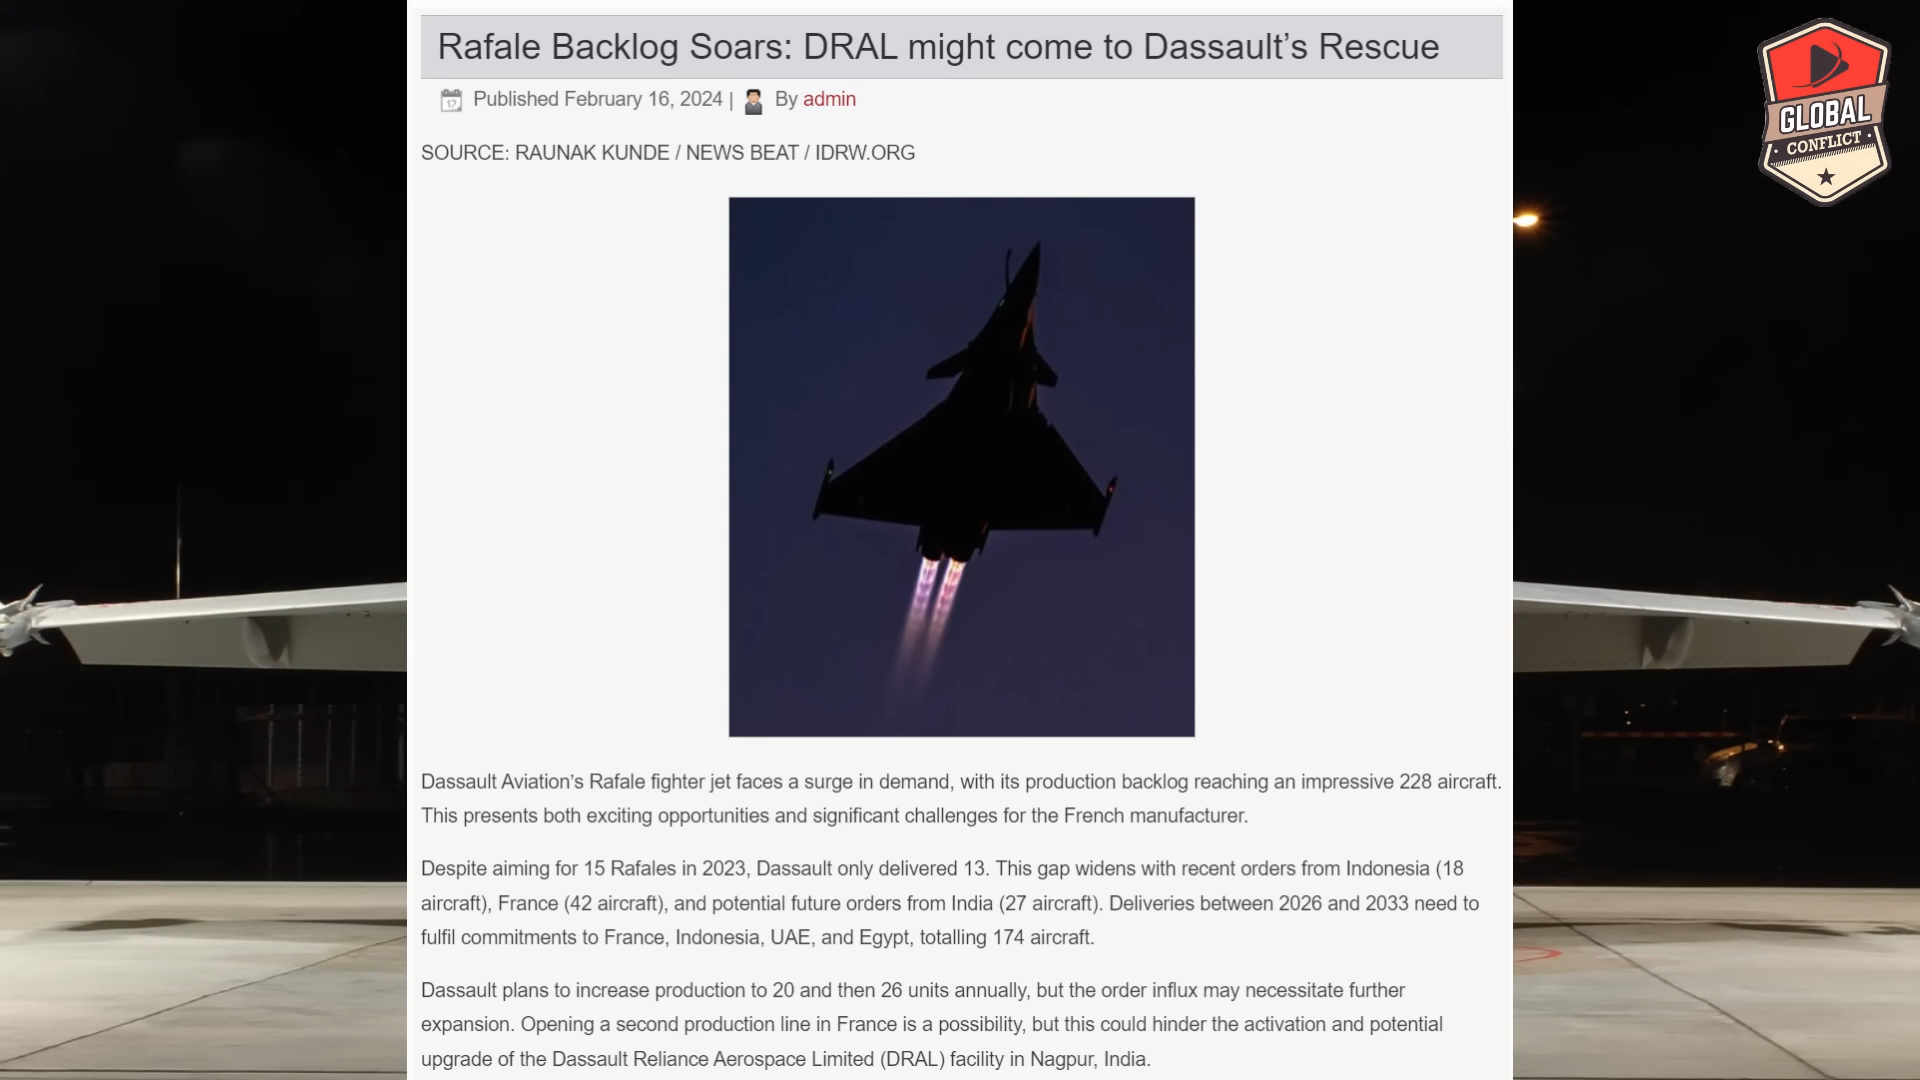 Rafale Backlog Soars: DRAL might come to Dassault’s Rescue
17 Published February 16, 2024 | By admin
SOURCE: RAUNAK KUNDE / NEWS BEAT / IDRW.ORG
Dassault Aviation’s Rafale fighter jet faces a surge in demand, with its production backlog reaching an impressive 228 aircraft.
This presents both exciting opportunities and significant challenges for the French manufacturer.
Despite aiming for 15 Rafales in 2023, Dassault only delivered 13. This gap widens with recent orders from Indonesia (18
aircraft), France (42 aircraft), and potential future orders from India (27 aircraft). Deliveries between 2026 and 2033 need to
fulfil commitments to France, Indonesia, UAE, and Egypt, totalling 174 aircraft.
Dassault plans to increase production to 20 and then 26 units annually, but the order influx may necessitate further
expansion. Opening a second production line in France is a possibility, but this could hinder the activation and potential
upgrade of the Dassault Reliance Aerospace Limited (DRAL) facility in Nagpur, India.
GLOBAL
CONFLICT